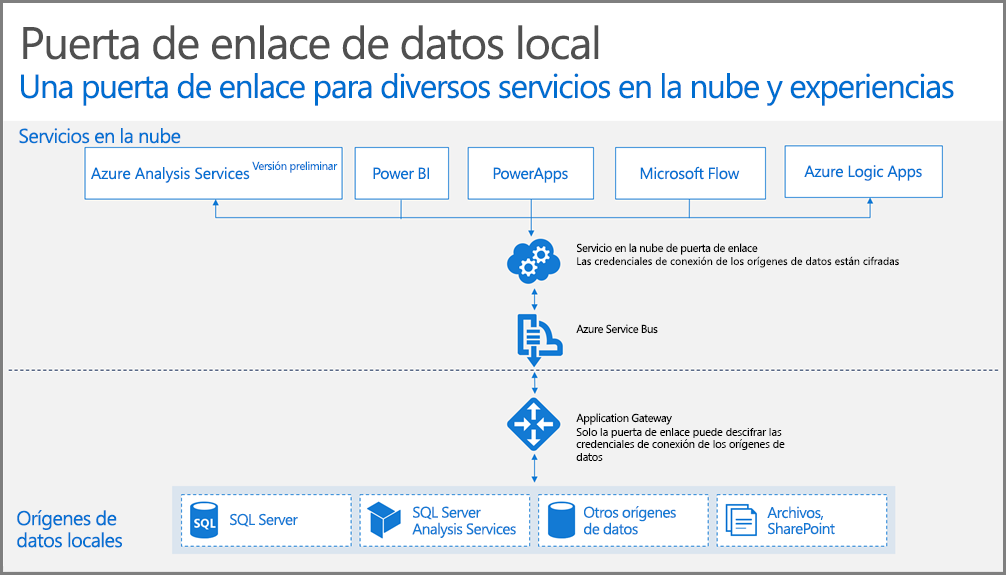 Puerta de enlace de datos local
Una puerta de enlace para diversos servicios en la nube y experiencias
Servicios en la nube
Azure Analysis Services Versión preliminar
Power BI
PowerApps
Microsoft Flow
Azure Logic Apps
Servicio en la nube de puerta de enlace
Las credenciales de conexión de los orígenes de datos están cifradas
Azure Service Bus
Application Gateway
Solo la puerta de enlace puede descifrar las
credenciales de conexión de los orígenes de
datos
Orígenes de
datos locales
SQL
SQL Server
SQL Server
Analysis Services
Otros orígenes
de datos
Archivos,
SharePoint